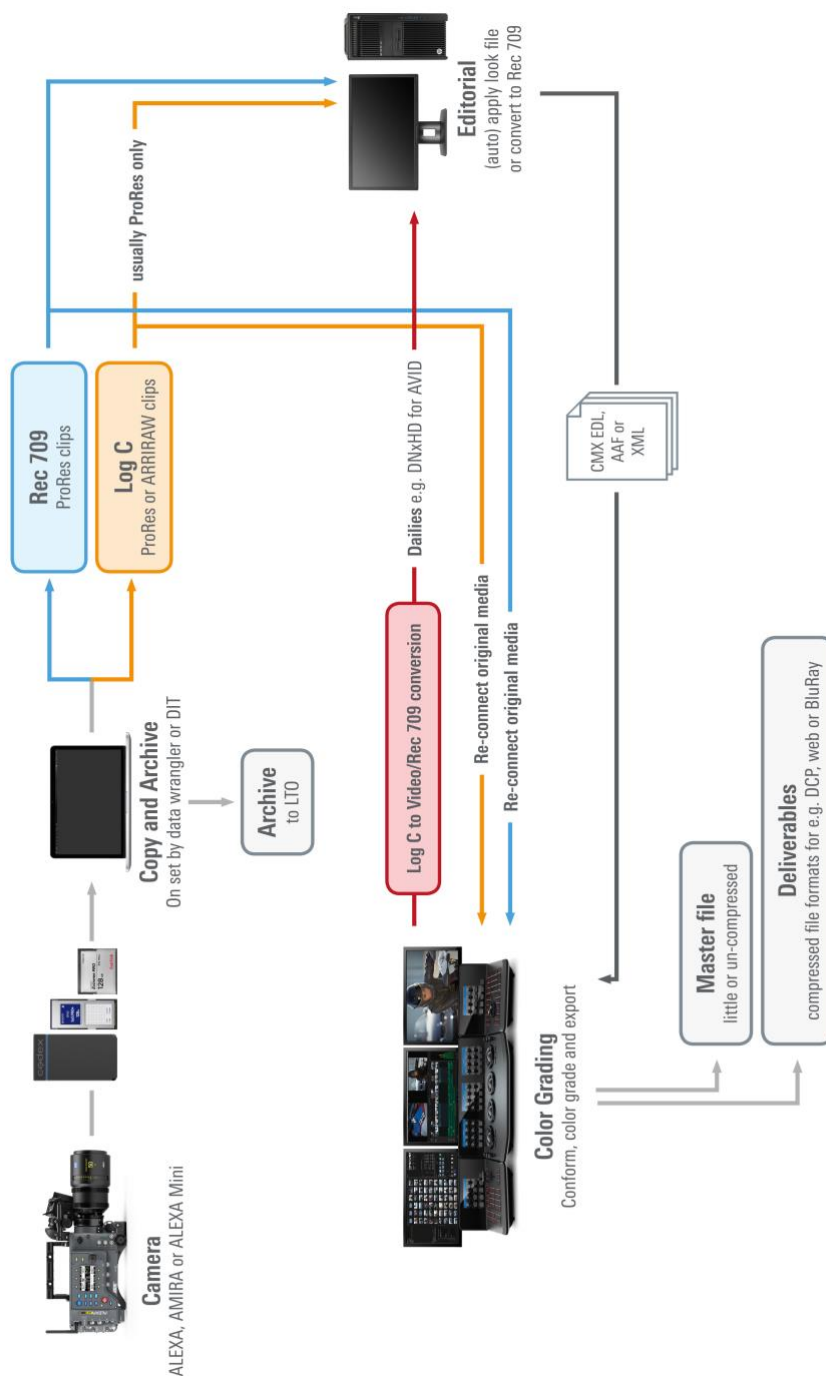 Camera
ALEXA, AMIRA or ALEXA Mini
Copy and Archive
On set by data wrangler or DIT
Archive
to LTO
Rec 709
ProRes clips
Log C
ProRes or ARRIRAW clips
usually ProRes only
Editorial
(auto) apply look file
or convert to Rec 709
Log C to Video/Rec 709 conversion
Dailies e.g. DNxHD for AVID
Re-connect original media
Re-connect original media
CMX EDL,
AAF or
XML
Color Grading
Conform, color grade and export
Master file
little or un-compressed
Deliverables
compressed file formats for e.g. DCP, web or BluRay